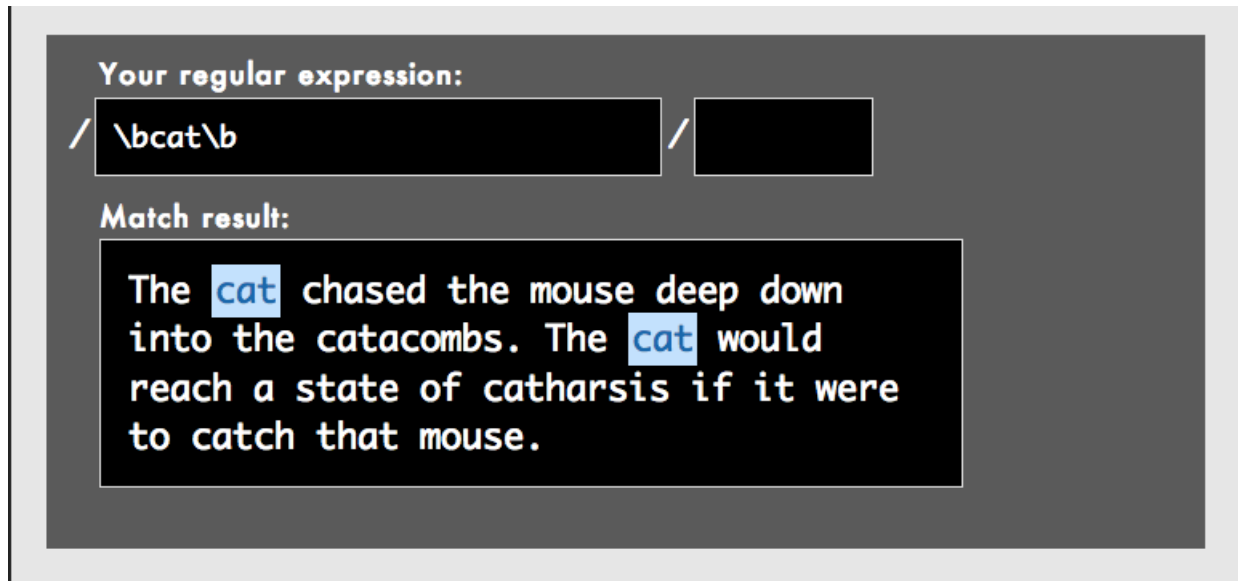 Your regular expression:
/ \bcat\b /
Match result:
The cat chased the mouse deep down
into the catacombs. The cat would
reach a state of catharsis if it were
to catch that mouse.